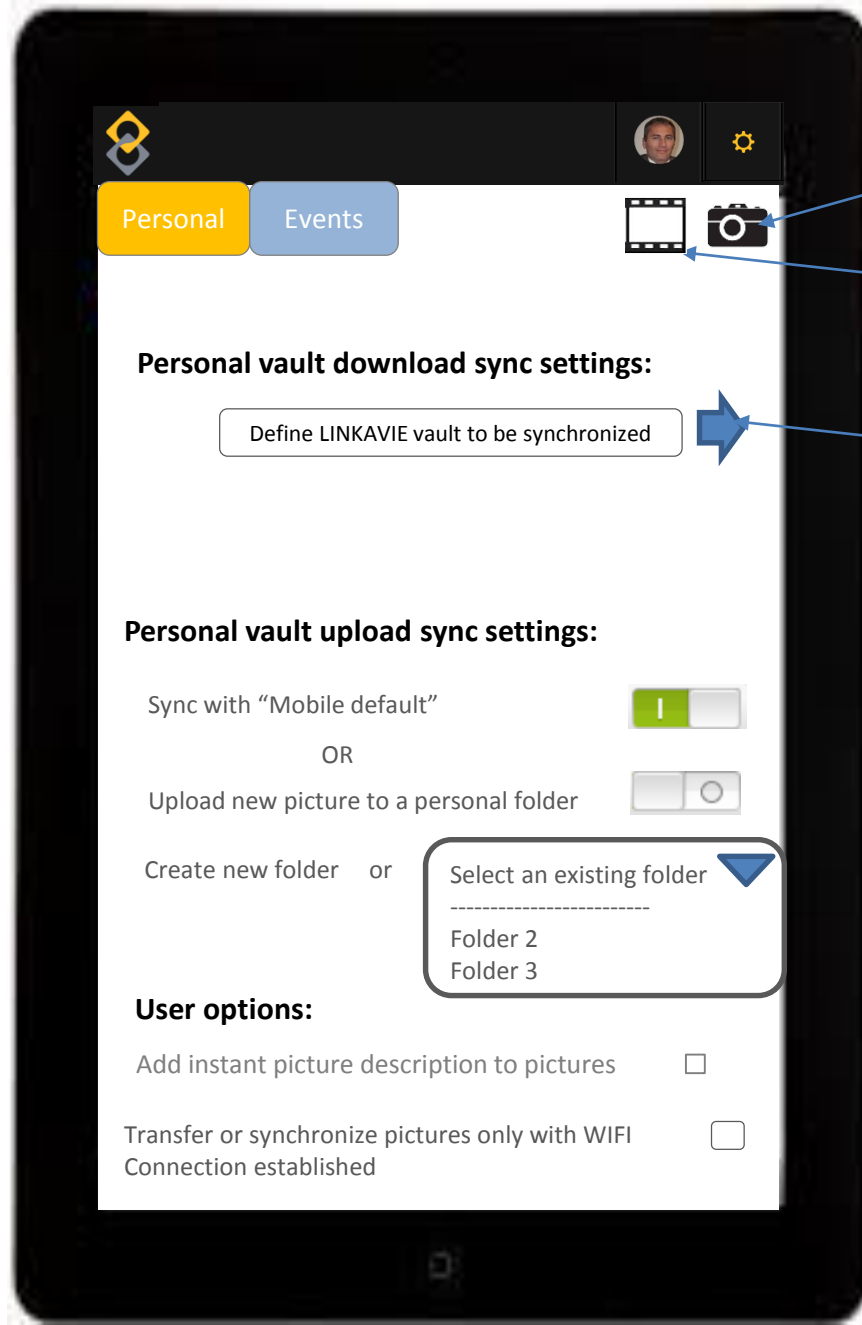 Personal Events
Personal vault download sync settings:
Define LINKAVIE vault to be synchronized
Personal vault upload sync settings:
Sync with “Mobile default”
OR
Upload new picture to a personal folder
Create new folder or
Select an existing folder
-------------------------
Folder 2
Folder 3
User options:
Add instant picture description to pictures
Transfer or synchronize pictures only with WIFI
Connection established